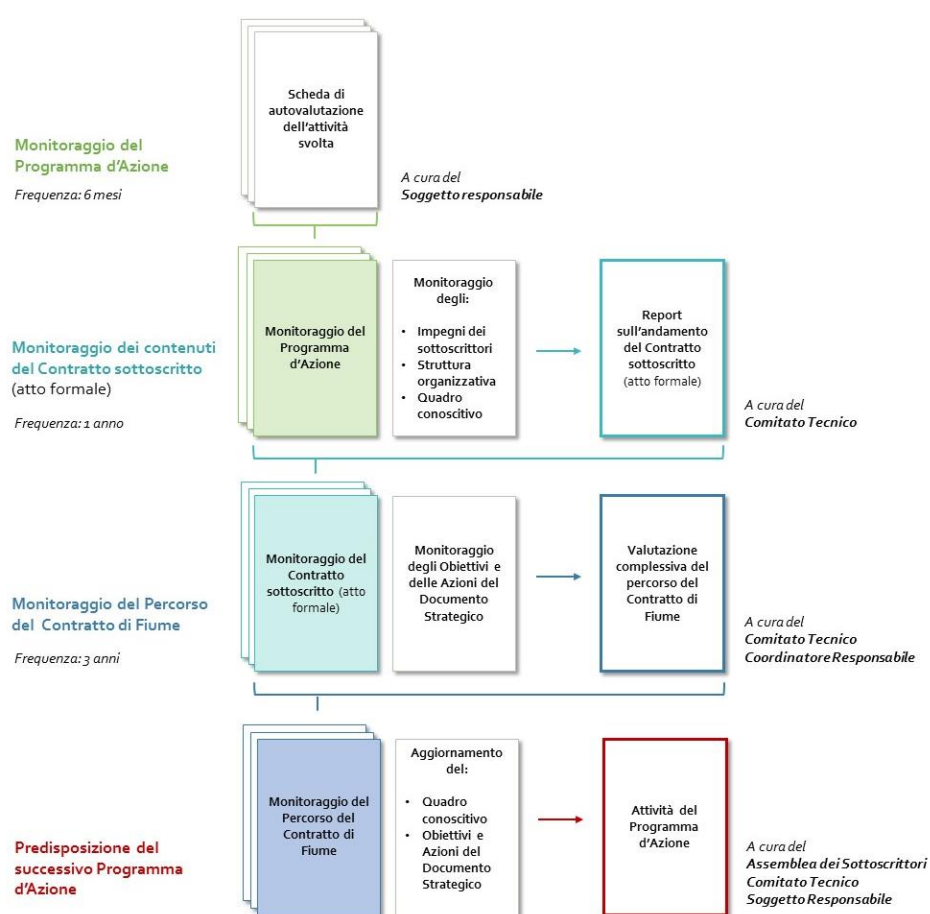 Scheda di
autovalutazione
dell'attività
svolta
Monitoraggio del
Programma d'Azione
Frequenza: 6 mesi
A cura del
Soggetto responsabile
Monitoraggio dei contenuti
del Contratto sottoscritto
(atto formale)
Frequenza: 1 anno
Monitoraggio del
Programma
d'Azione
Monitoraggio
degli:
• Impegni dei
sottoscrittori
• Struttura
organizzativa
• Quadro
conoscitivo
Report
sull'andamento
del Contratto
sottoscritto
(atto formale)
A cura del
Comitato Tecnico
Monitoraggio del Percorso
del Contratto di Fiume
Frequenza: 3 anni
Monitoraggio del
Contratto
sottoscritto (atto
formale)
Monitoraggio
degli Obiettivi e
delle Azioni del
Documento
Strategico
Valutazione
complessiva del
percorso del
Contratto di
Fiume
A cura del
Comitato Tecnico
Coordinatore Responsabile
Predisposizione del
successivo Programma
d'Azione
Monitoraggio del
Percorso del
Contratto di
Fiume
Aggiornamento
del:
• Quadro
conoscitivo
• Obiettivi e
Azioni del
Documento
Strategico
Attività del
Programma
d'Azione
A cura del
Assemblea dei Sottoscrittori
Comitato Tecnico
Soggetto Responsabile